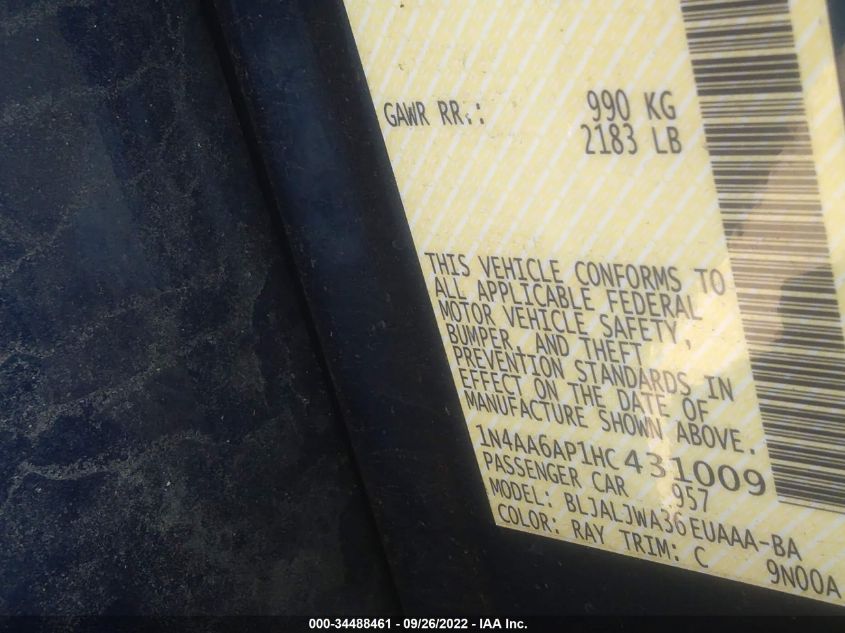 GAWR RR.: 990 KG
2183 LB
THIS VEHICLE CONFORMS TO
ALL APPLICABLE FEDERAL
MOTOR VEHICLE SAFETY,
BUMPER, AND THEFT
PREVENTION STANDARDS IN
EFFECT ON THE DATE OF
MANUFACTURE SHOWN ABOVE.
1N4AA6AP1HC431009
PASSENGER CAR 957
MODEL: BLJALJWA36EUAAA-BA
COLOR: RAY TRIM: C 9N00A
000-34488461 - 09/26/2022 - IAA Inc.